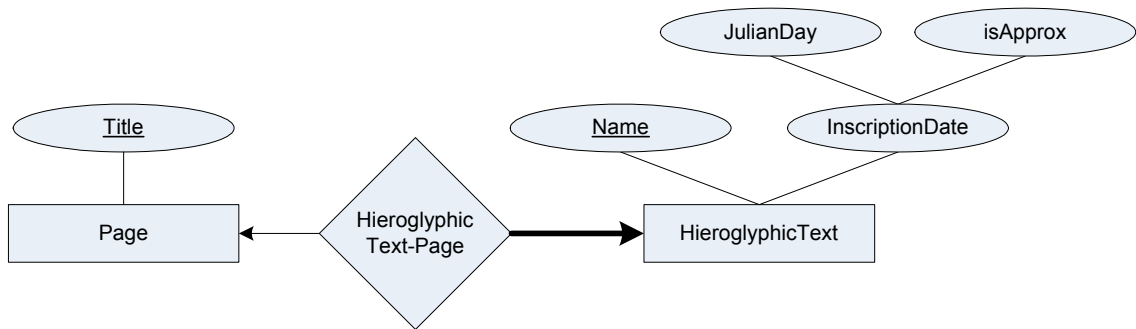 JulianDay
isApprox
Title
Name
InscriptionDate
Page
Hieroglyphic
Text-Page
HieroglyphicText